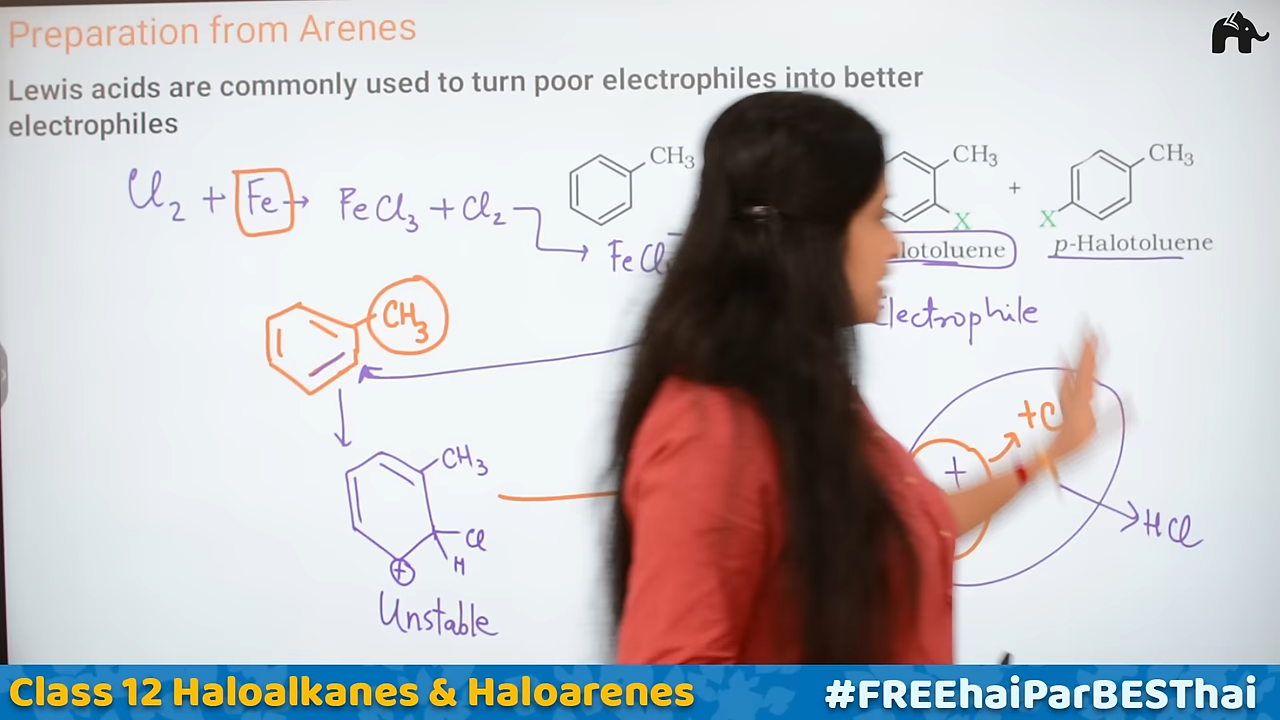 Preparation from Arenes
Lewis acids are commonly used to turn poor electrophiles into better
electrophiles
CH3
CH3
+
CH3
X
X
lotoluene
p-Halotoluene
Cl2 + Fe → FeCl3 + Cl2
FeCl
CH3
Electrophile
CH3
Cl
H
+
Unstable
+
+C
HCl
Class 12 Haloalkanes & Haloarenes
#FREEhaiParBESThai